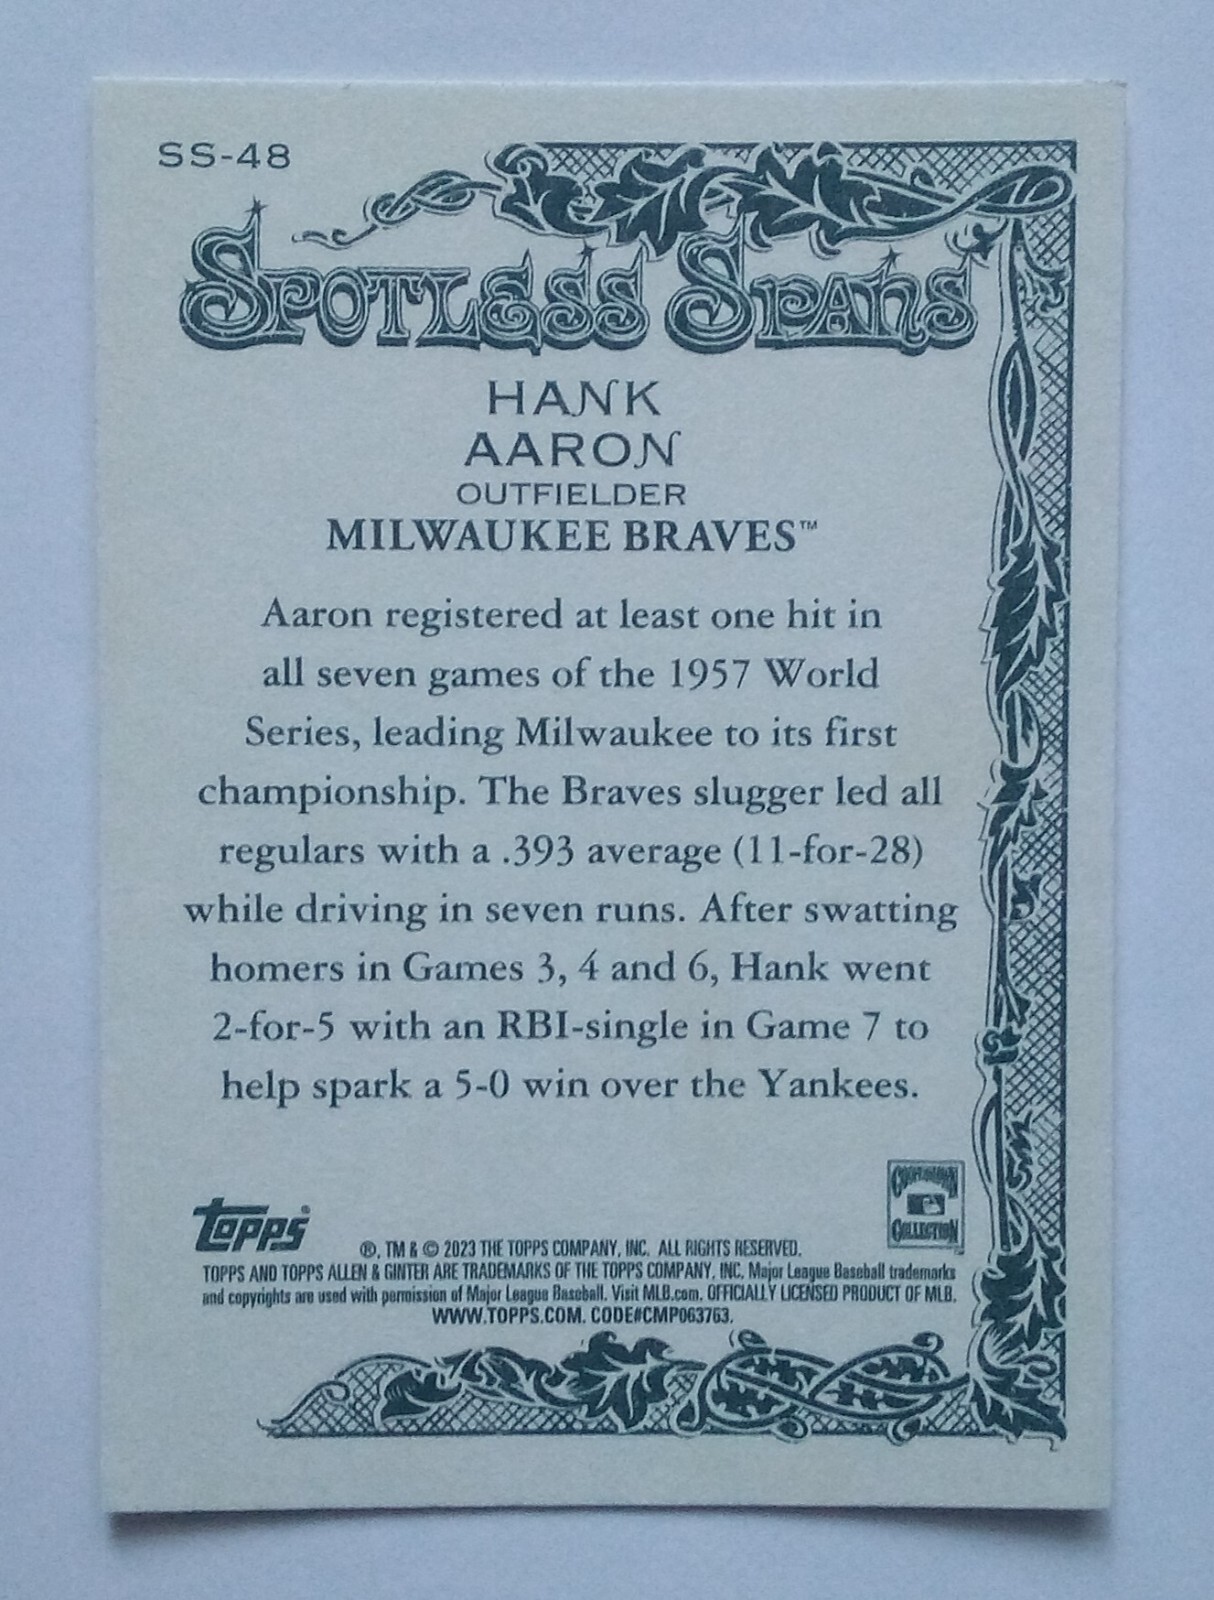 SS-48
SPOTLESS SPANS
HANK
AARON
OUTFIELDER
MILWAUKEE BRAVES™
Aaron registered at least one hit in
all seven games of the 1957 World
Series, leading Milwaukee to its first
championship. The Braves slugger led all
regulars with a .393 average (11-for-28)
while driving in seven runs. After swatting
homers in Games 3, 4 and 6, Hank went
2-for-5 with an RBI-single in Game 7 to
help spark a 5-0 win over the Yankees.
COOPERSTOWN
COLLECTION
topps®
®, TM & © 2023 THE TOPPS COMPANY, INC. ALL RIGHTS RESERVED.
TOPPS AND TOPPS ALLEN & GINTER ARE TRADEMARKS OF THE TOPPS COMPANY, INC. Major League Baseball trademarks
and copyrights are used with permission of Major League Baseball. Visit MLB.com. OFFICIALLY LICENSED PRODUCT OF MLB.
WWW.TOPPS.COM. CODE#CMP063763.